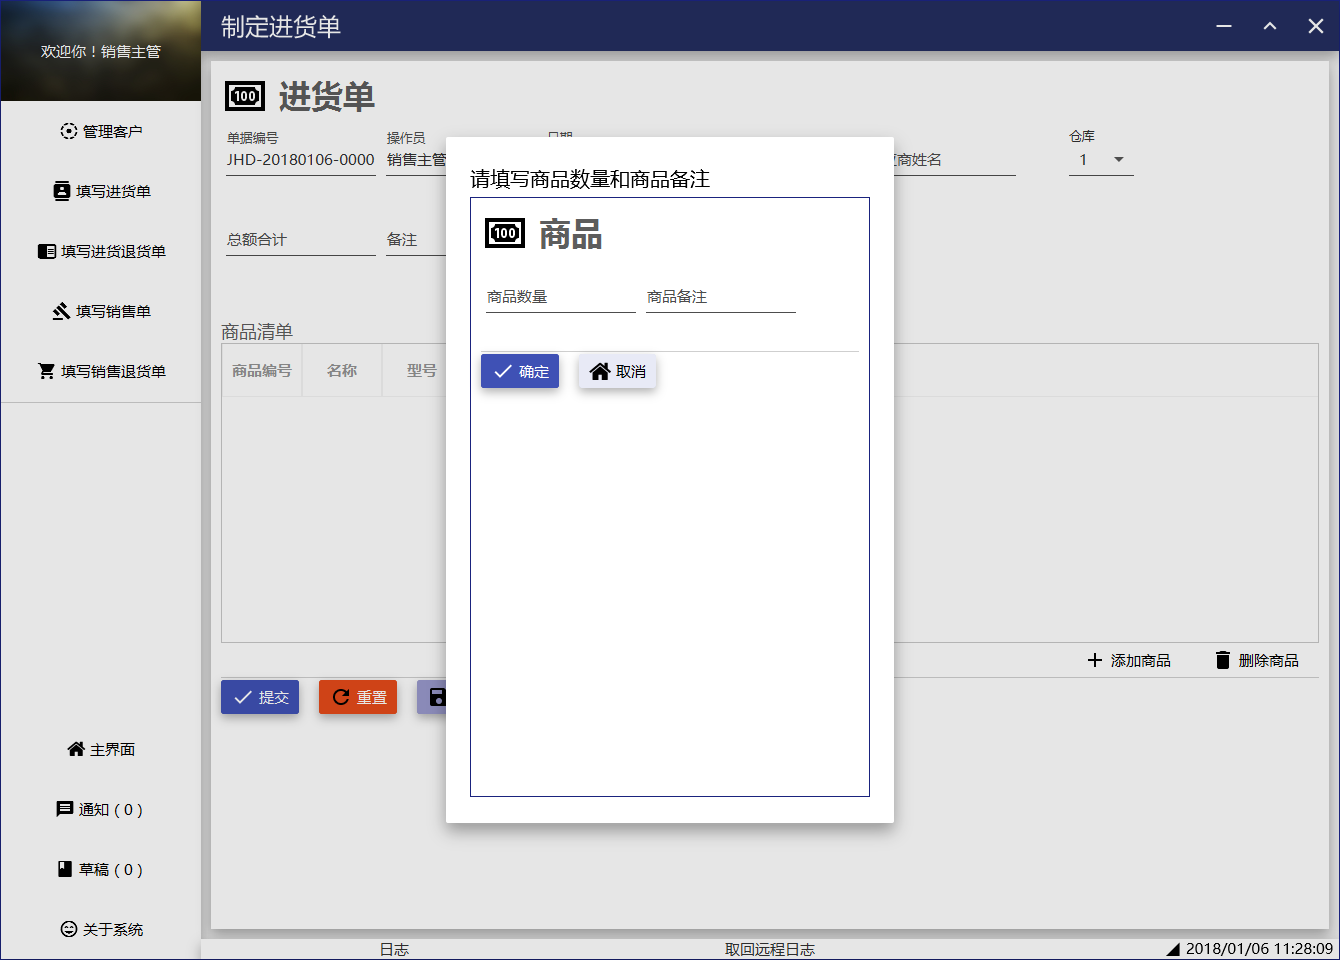 欢迎你！销售主管
制定进货单
管理客户
填写进货单
填写进货退货单
填写销售单
填写销售退货单
主界面
通知 ( 0 )
草稿 ( 0 )
关于系统
100 进货单
单据编号 操作员 日期 仓库
JHD-20180106-0000 销售主管 商姓名 1
总额合计 备注
商品清单
商品编号 名称 型号
添加商品 删除商品
提交 重置
请填写商品数量和商品备注
100 商品
商品数量 商品备注
确定 取消
日志 取回远程日志 2018/01/06 11:28:09